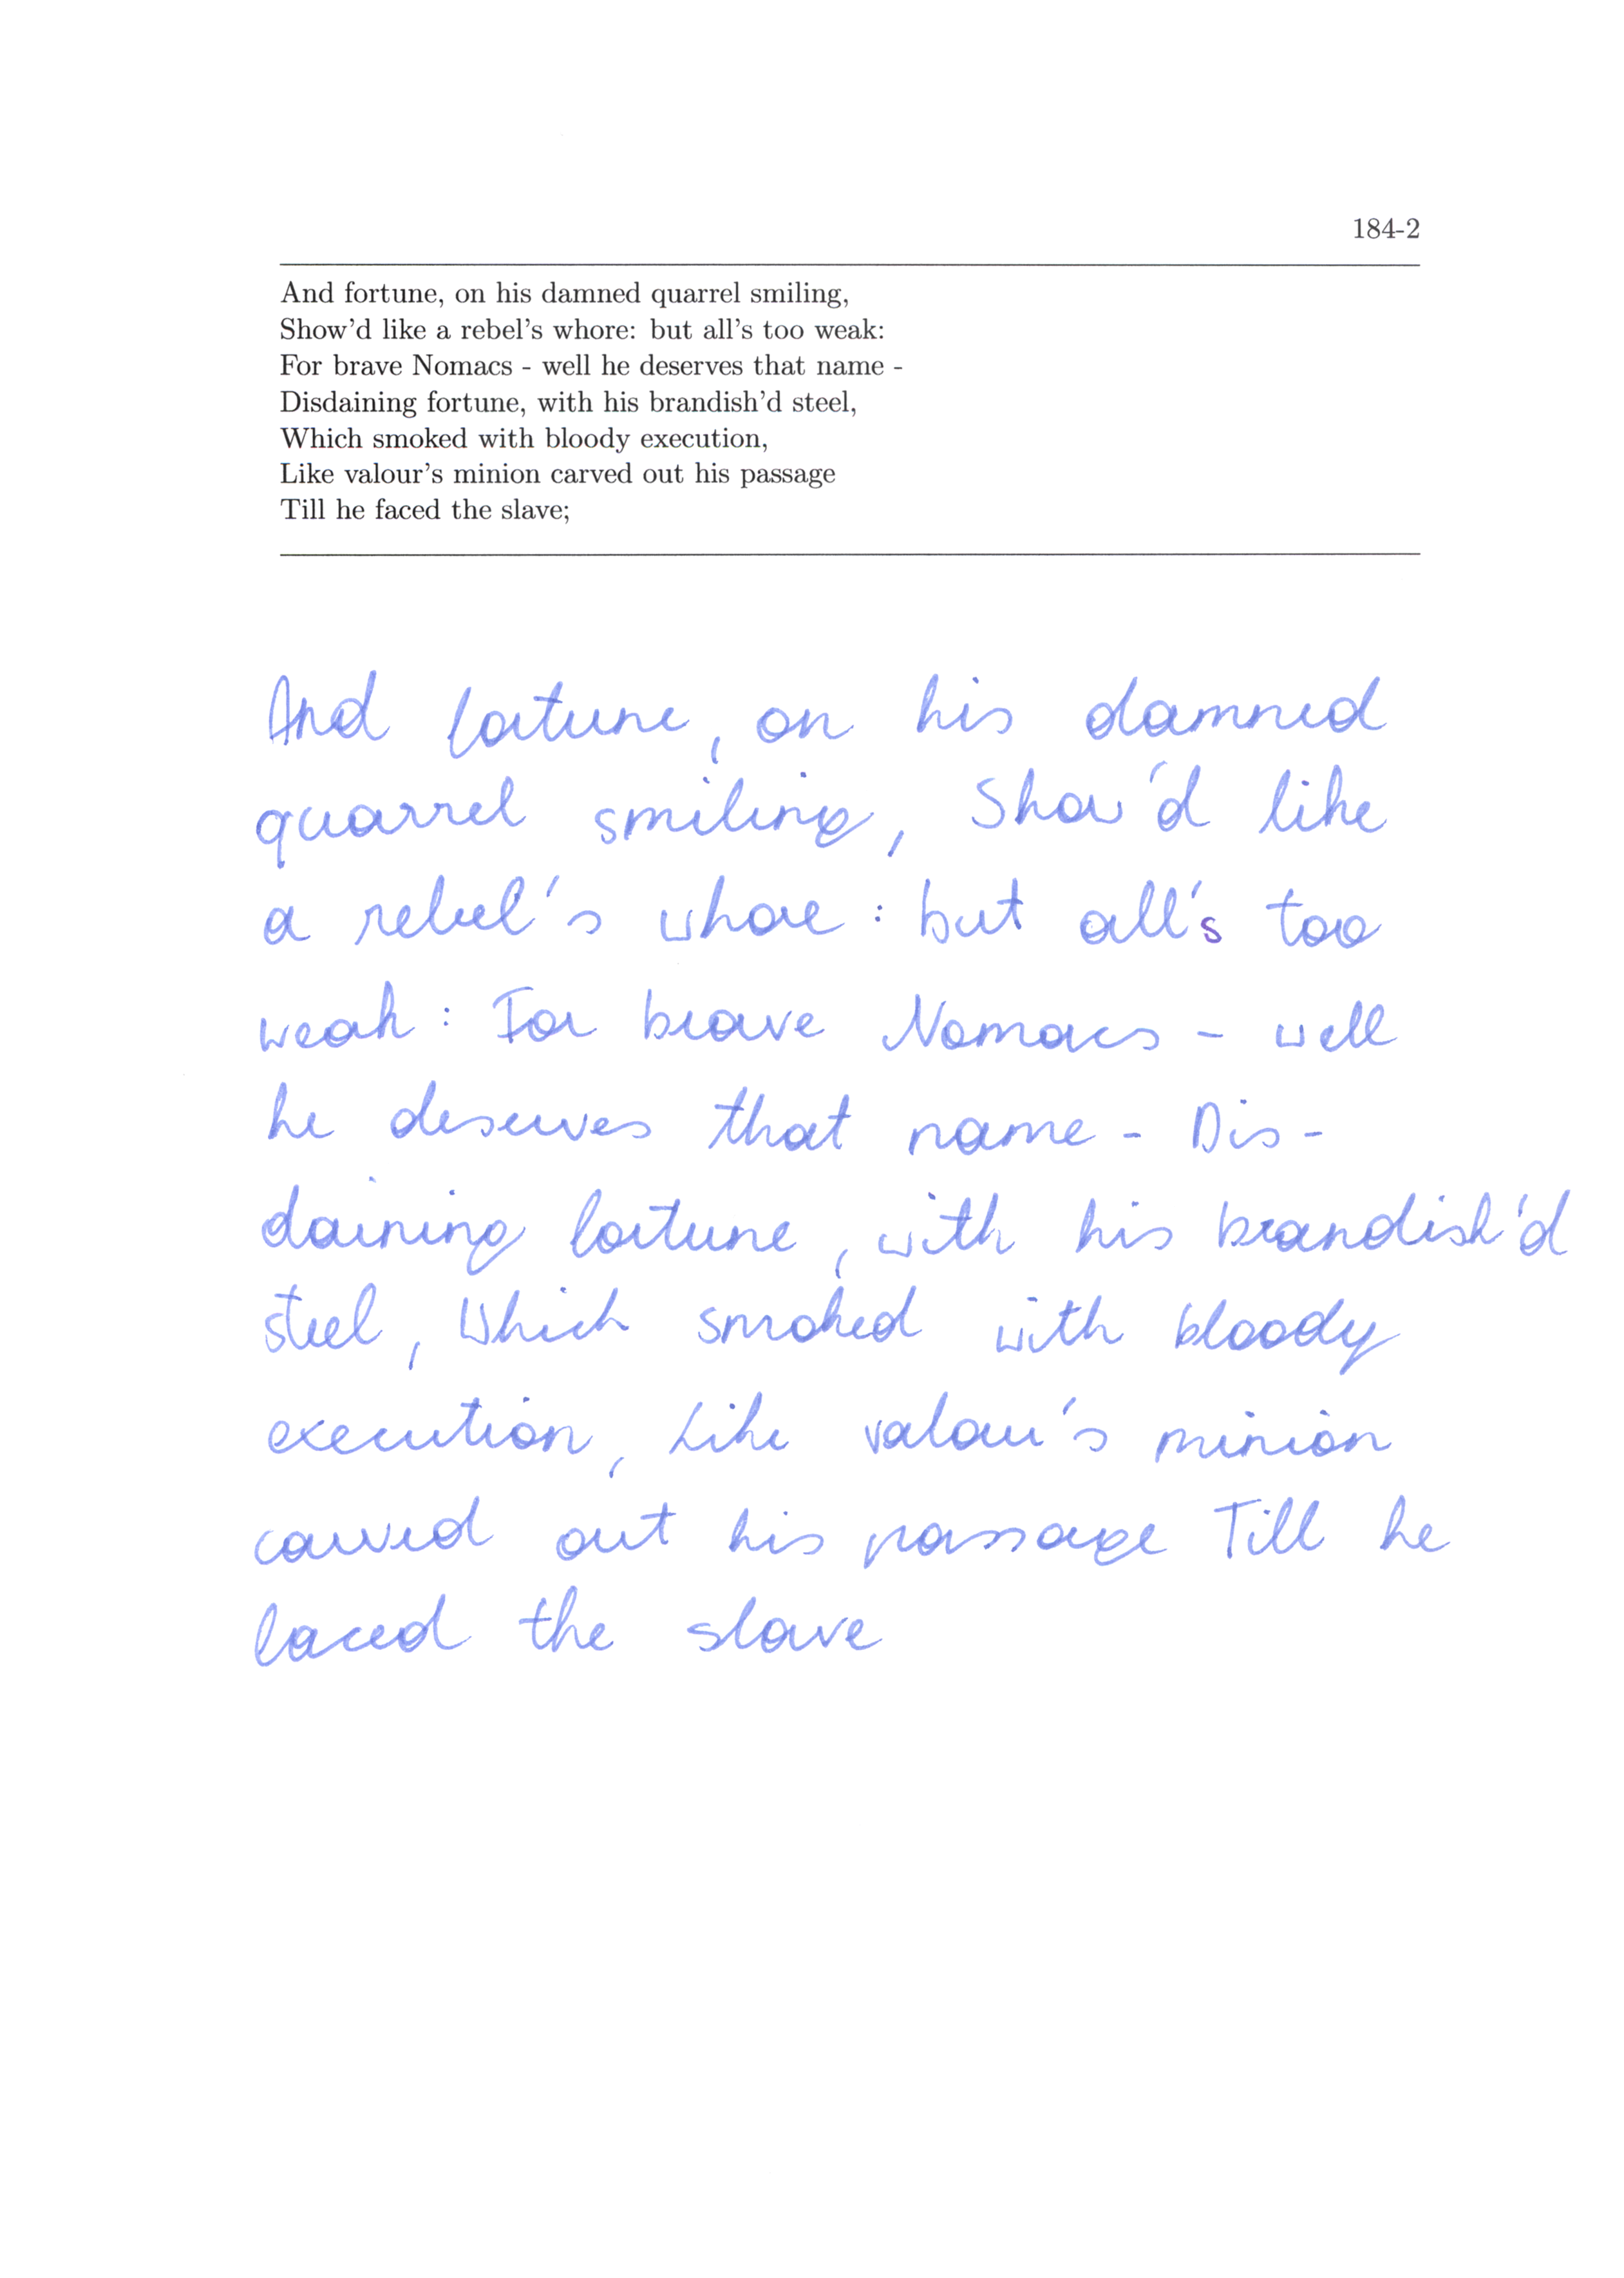 184-2
And fortune, on his damned quarrel smiling,
Show'd like a rebel's whore: but all's too weak:
For brave Nomacs - well he deserves that name -
Disdaining fortune, with his brandish'd steel,
Which smoked with bloody execution,
Like valour's minion carved out his passage
Till he faced the slave;
And fortune, on his damned
quarrel smiling, Show'd like
a rebel's whore: but all's too
weak: For brave Nomacs - well
he deserves that name - Dis-
daining fortune, with his brandish'd
steel, Which smoked with bloody
execution, Like valour's minion
carved out his passage Till he
faced the slave